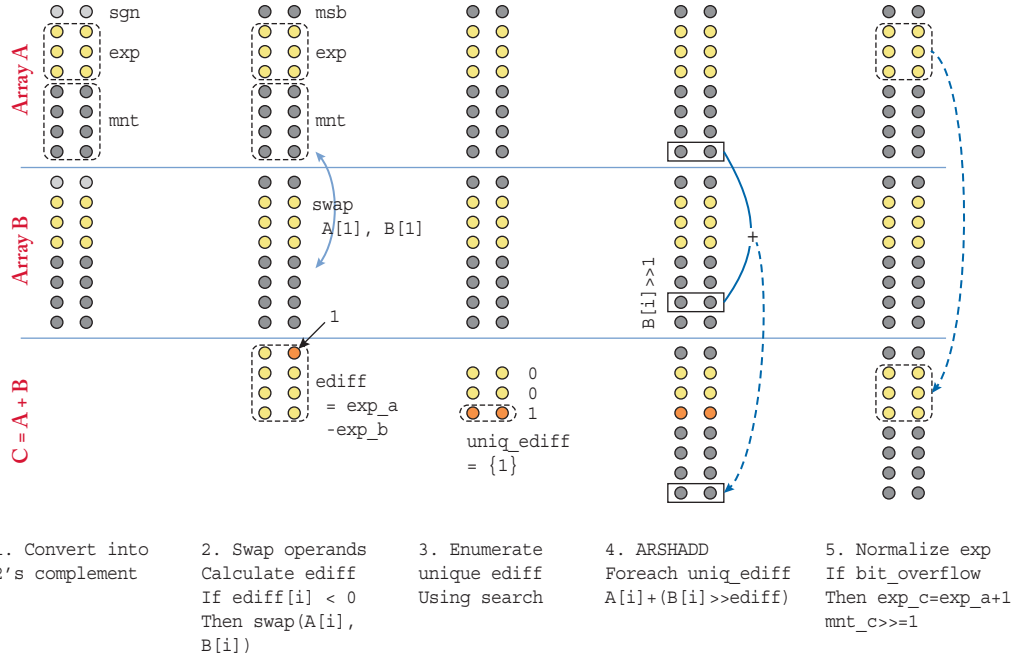 sgn
exp
mnt
msb
exp
mnt
Array A
Array B
C = A + B
swap
A[1], B[1]
1
ediff
= exp_a
-exp_b
0
0
1
uniq_ediff
= {1}
B[i]>>1
+
. Convert into
's complement
2. Swap operands
Calculate ediff
If ediff[i] < 0
Then swap(A[i],
B[i])
3. Enumerate
unique ediff
Using search
4. ARSHADD
Foreach uniq_ediff
A[i]+(B[i]>>ediff)
5. Normalize exp
If bit_overflow
Then exp_c=exp_a+1
mnt_c>>=1